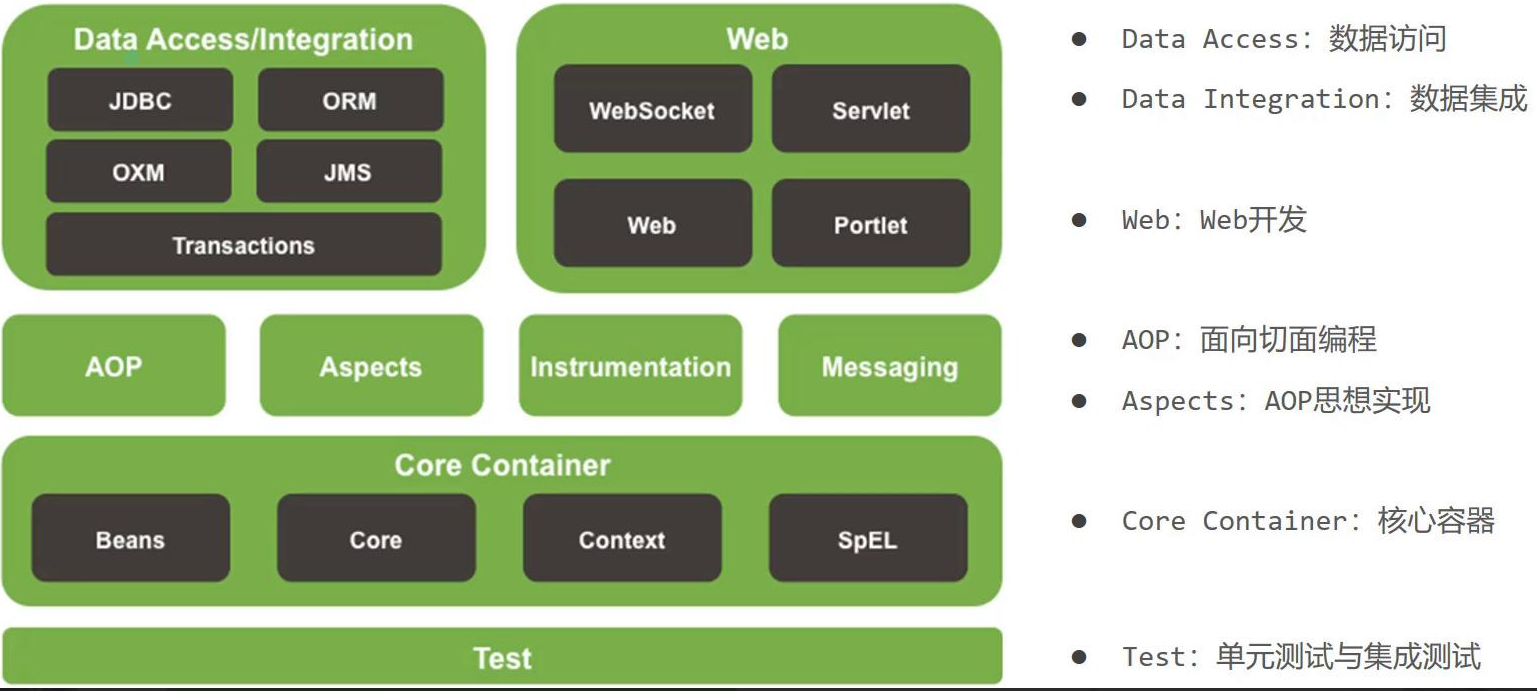 Data Access/Integration
JDBC
ORM
OXM
JMS
Transactions
Web
WebSocket
Servlet
Web
Portlet
AOP
Aspects
Instrumentation
Messaging
Core Container
Beans
Core
Context
SpEL
Test
● Data Access：数据访问
● Data Integration：数据集成
● Web：Web开发
● AOP：面向切面编程
● Aspects：AOP思想实现
● Core Container：核心容器
● Test：单元测试与集成测试